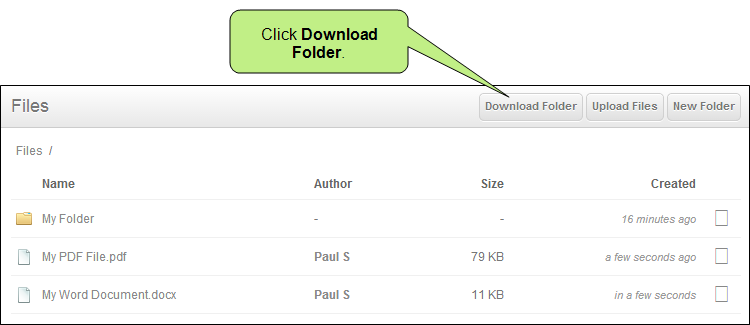 Click Download
Folder.
Files
Download Folder Upload Files New Folder
Files /
Name Author Size Created
My Folder - - 16 minutes ago
My PDF File.pdf Paul S 79 KB a few seconds ago
My Word Document.docx Paul S 11 KB in a few seconds